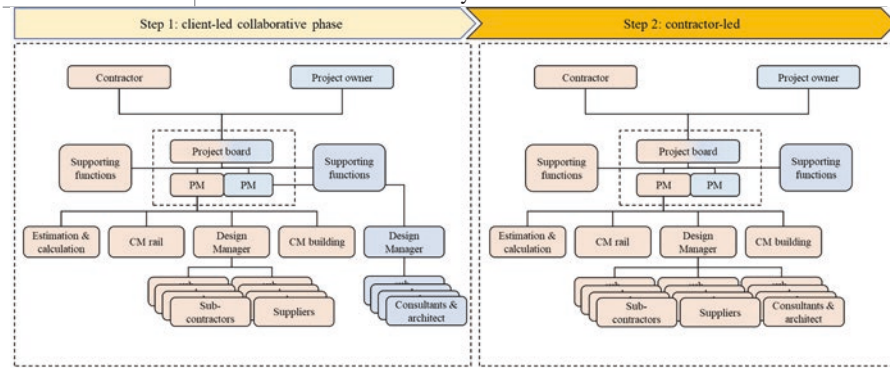 Step 1: client-led collaborative phase
Step 2: contractor-led
Contractor
Project owner
Project board
Supporting
functions
Supporting
functions
PM
PM
Estimation &
calculation
CM rail
Design
Manager
CM building
Design
Manager
Sub-
contractors
Suppliers
Consultants &
architect
Contractor
Project owner
Project board
Supporting
functions
Supporting
functions
PM
PM
Estimation &
calculation
CM rail
Design
Manager
CM building
Sub-
contractors
Suppliers
Consultants &
architect